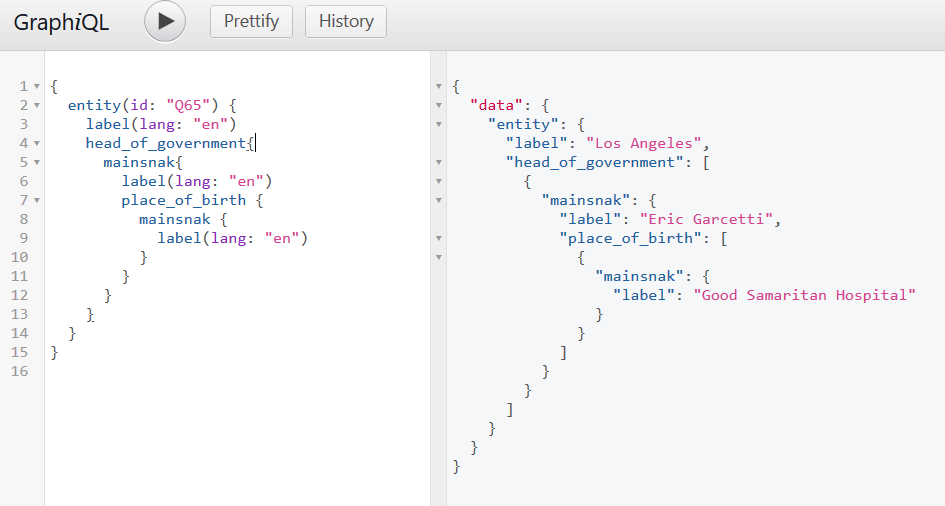 GraphiQL Prettify History
1 {
2 entity(id: "Q65") {
3 label(lang: "en")
4 head_of_government{
5 mainsnak{
6 label(lang: "en")
7 place_of_birth {
8 mainsnak {
9 label(lang: "en")
10 }
11 }
12 }
13 }
14 }
15 }
16
{
"data": {
"entity": {
"label": "Los Angeles",
"head_of_government": [
{
"mainsnak": {
"label": "Eric Garcetti",
"place_of_birth": [
{
"mainsnak": {
"label": "Good Samaritan Hospital"
}
}
]
}
}
]
}
}
}